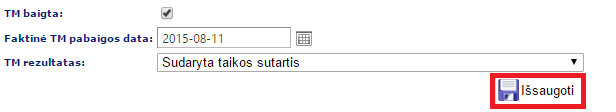 TM baigta:
Faktinė TM pabaigos data: 2015-08-11
TM rezultatas: Sudaryta taikos sutartis
Išsaugoti